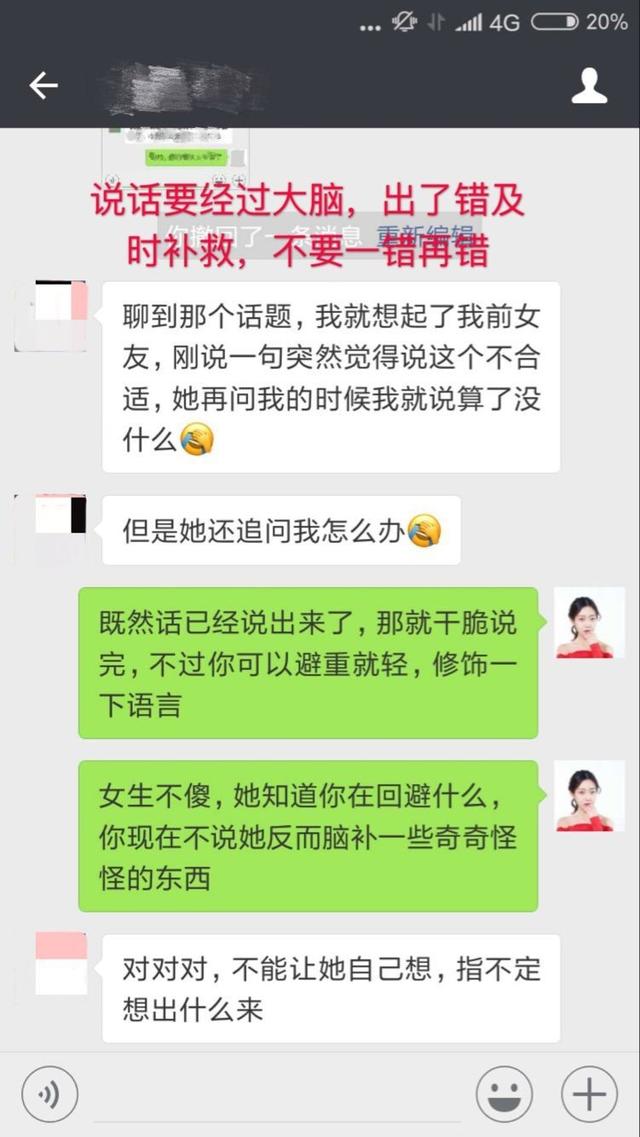 4G 20%
说话要经过大脑，出了错及
你撤回了一条消息 重新编辑
时补救，不要一错再错
聊到那个话题，我就想起了我前女
友，刚说一句突然觉得说这个不合
适，她再问我的时候我就说算了没
什么
但是她还追问我怎么办
既然话已经说出来了，那就干脆说
完，不过你可以避重就轻，修饰一
下语言
女生不傻，她知道你在回避什么，
你现在不说她反而脑补一些奇奇怪
怪的东西
对对对，不能让她自己想，指不定
想出什么来